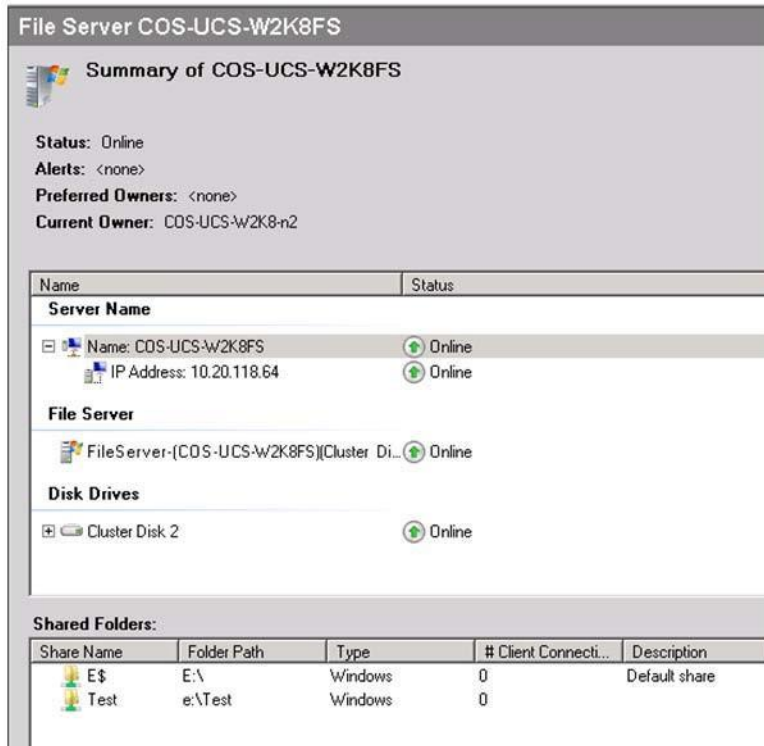 File Server COS-UCS-W2K8FS
Summary of COS-UCS-W2K8FS
Status: Online
Alerts: <none>
Preferred Owners: <none>
Current Owner: COS-UCS-W2K8-n2
Name Status
Server Name
Name: COS-UCS-W2K8FS Online
IP Address: 10.20.118.64 Online
File Server
FileServer-(COS-UCS-W2K8FS)(Cluster Di... Online
Disk Drives
Cluster Disk 2 Online
Shared Folders:
Share Name Folder Path Type # Client Connecti... Description
E$ E:\ Windows 0 Default share
Test e:\Test Windows 0